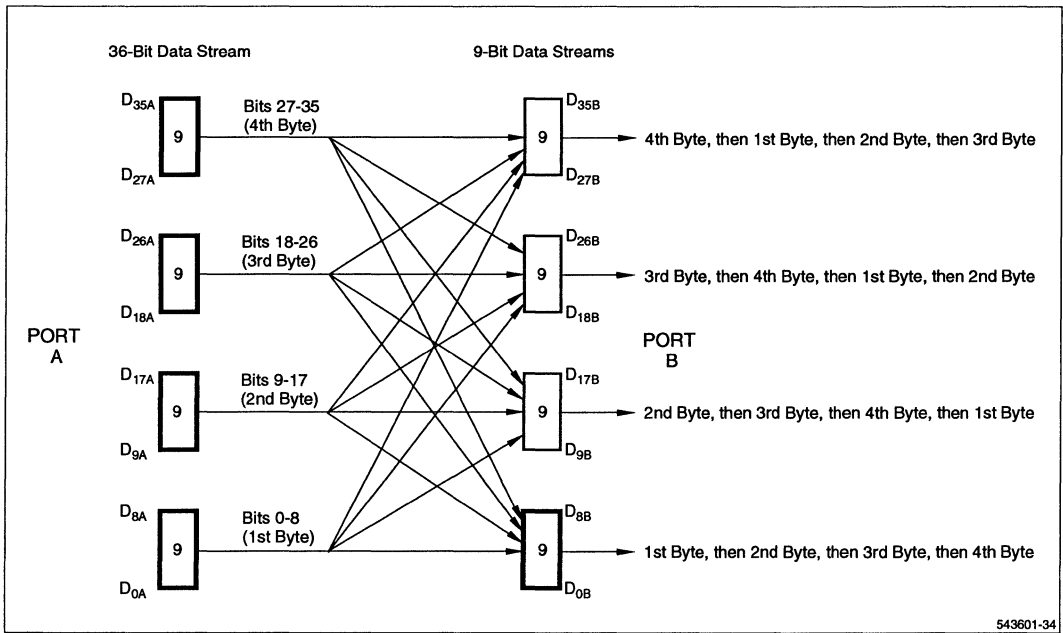 36-Bit Data Stream
9-Bit Data Streams
D35A
9
D27A
Bits 27-35
(4th Byte)
D35B
9
D27B
4th Byte, then 1st Byte, then 2nd Byte, then 3rd Byte
D26A
9
D18A
Bits 18-26
(3rd Byte)
D26B
9
D18B
3rd Byte, then 4th Byte, then 1st Byte, then 2nd Byte
PORT
A
PORT
B
D17A
9
D9A
Bits 9-17
(2nd Byte)
D17B
9
D9B
2nd Byte, then 3rd Byte, then 4th Byte, then 1st Byte
D8A
9
D0A
Bits 0-8
(1st Byte)
D8B
9
D0B
1st Byte, then 2nd Byte, then 3rd Byte, then 4th Byte
543601-34